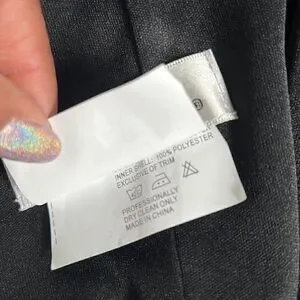 INNER SHELL: 100% POLYESTER
EXCLUSIVE OF TRIM
PROFESSIONALLY
DRY CLEAN ONLY
MADE IN CHINA